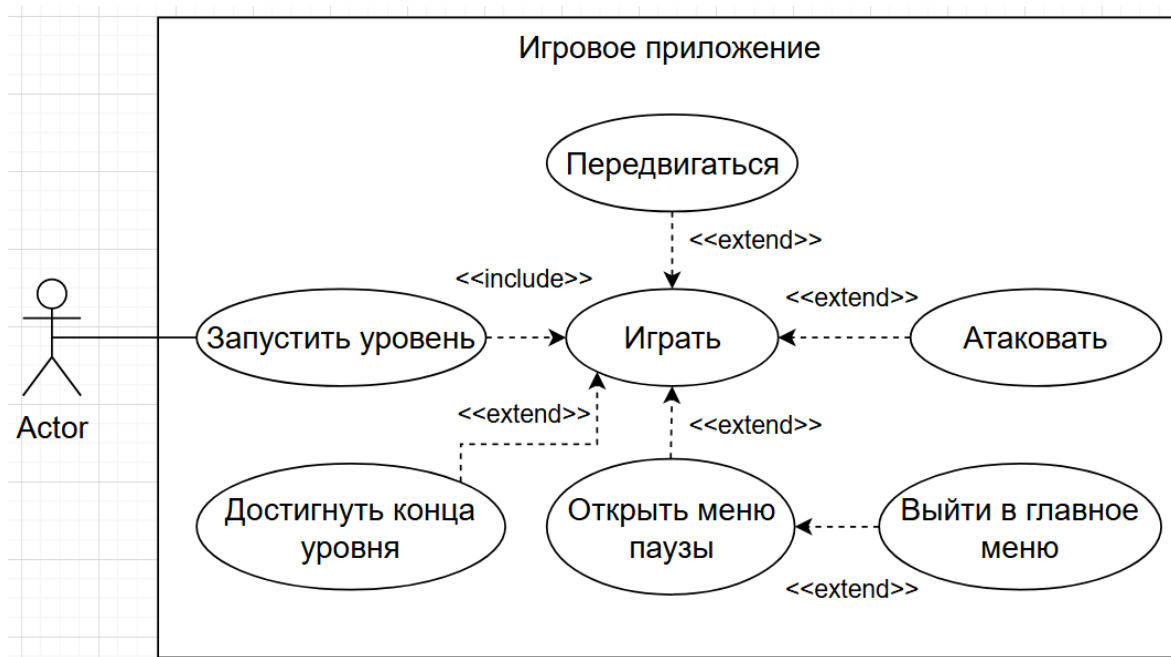 Игровое приложение
Передвигаться
<<extend>>
<<include>>
<<extend>>
Запустить уровень
Играть
Атаковать
Actor
<<extend>>
<<extend>>
Достигнуть конца
уровня
Открыть меню
паузы
Выйти в главное
меню
<<extend>>